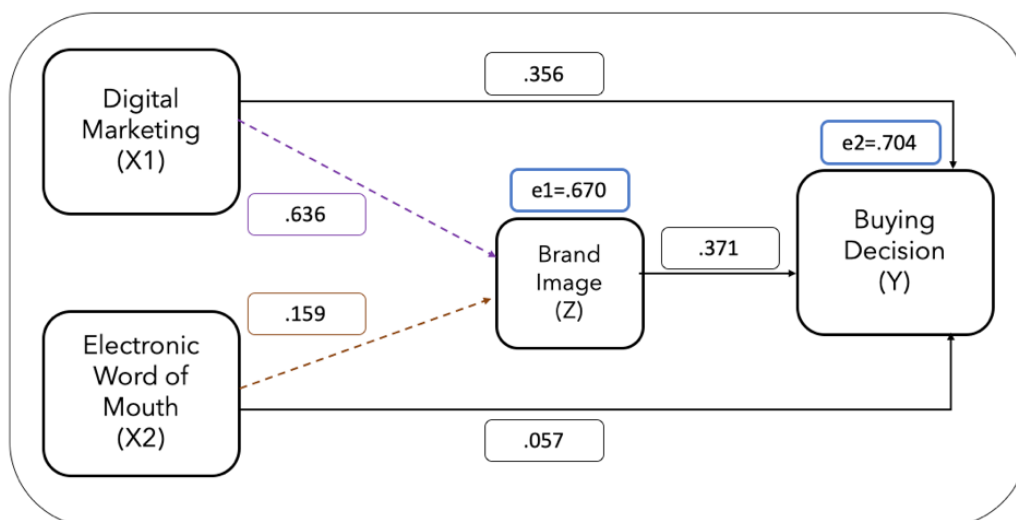 Digital
Marketing
(X1)
.356
e2=.704
.636
e1=.670
Brand
Image
(Z)
.371
Buying
Decision
(Y)
.159
Electronic
Word of
Mouth
(X2)
.057